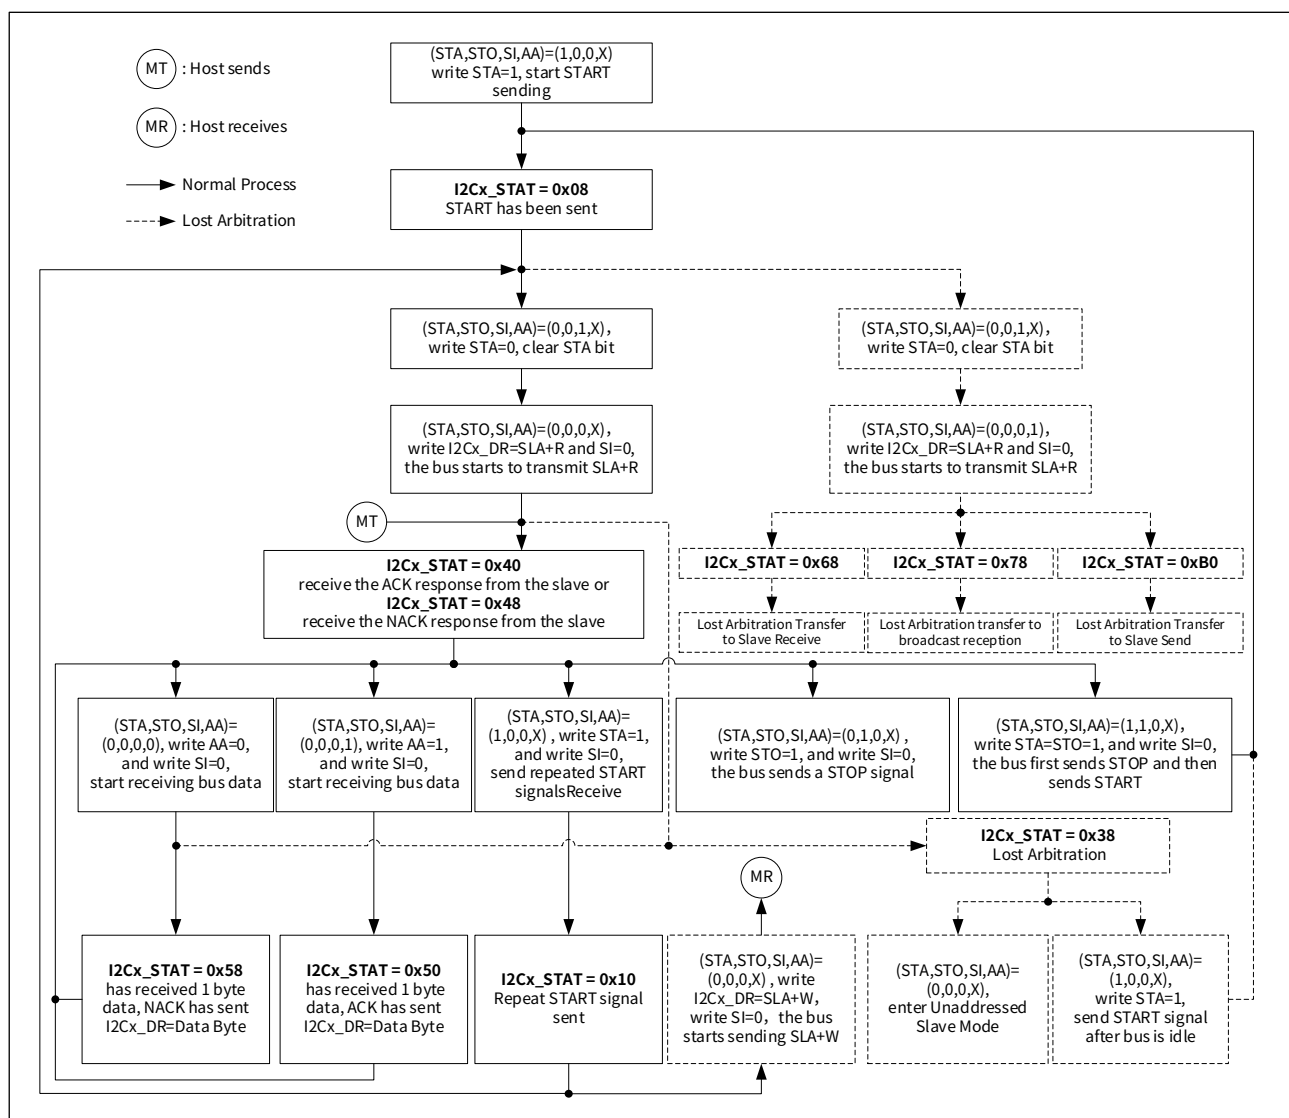 (STA,STO,SI,AA)=(1,0,0,X)
write STA=1, start START
sending
MT : Host sends
MR : Host receives
Normal Process
Lost Arbitration
I2Cx_STAT = 0x08
START has been sent
(STA,STO,SI,AA)=(0,0,1,X),
write STA=0, clear STA bit
(STA,STO,SI,AA)=(0,0,1,X),
write STA=0, clear STA bit
(STA,STO,SI,AA)=(0,0,0,X),
write I2Cx_DR=SLA+R and SI=0,
the bus starts to transmit SLA+R
(STA,STO,SI,AA)=(0,0,0,1),
write I2Cx_DR=SLA+R and SI=0,
the bus starts to transmit SLA+R
MT
I2Cx_STAT = 0x40
receive the ACK response from the slave or
I2Cx_STAT = 0x48
receive the NACK response from the slave
I2Cx_STAT = 0x68
I2Cx_STAT = 0x78
I2Cx_STAT = 0xB0
Lost Arbitration Transfer
to Slave Receive
Lost Arbitration transfer to
broadcast reception
Lost Arbitration Transfer
to Slave Send
(STA,STO,SI,AA)=
(0,0,0,0), write AA=0,
and write SI=0,
start receiving bus data
(STA,STO,SI,AA)=
(0,0,0,1), write AA=1,
and write SI=0,
start receiving bus data
(STA,STO,SI,AA)=
(1,0,0,X) , write STA=1,
and write SI=0,
send repeated START
signalsReceive
(STA,STO,SI,AA)=(0,1,0,X) ,
write STO=1, and write SI=0,
the bus sends a STOP signal
(STA,STO,SI,AA)=(1,1,0,X),
write STA=STO=1, and write SI=0,
the bus first sends STOP and then
sends START
I2Cx_STAT = 0x38
Lost Arbitration
MR
I2Cx_STAT = 0x58
has received 1 byte
data, NACK has sent
I2Cx_DR=Data Byte
I2Cx_STAT = 0x50
has received 1 byte
data, ACK has sent
I2Cx_DR=Data Byte
I2Cx_STAT = 0x10
Repeat START signal
sent
(STA,STO,SI,AA)=
(0,0,0,X) , write
I2Cx_DR=SLA+W,
write SI=0, the bus
starts sending SLA+W
(STA,STO,SI,AA)=
(0,0,0,X),
enter Unaddressed
Slave Mode
(STA,STO,SI,AA)=
(1,0,0,X),
write STA=1,
send START signal
after bus is idle